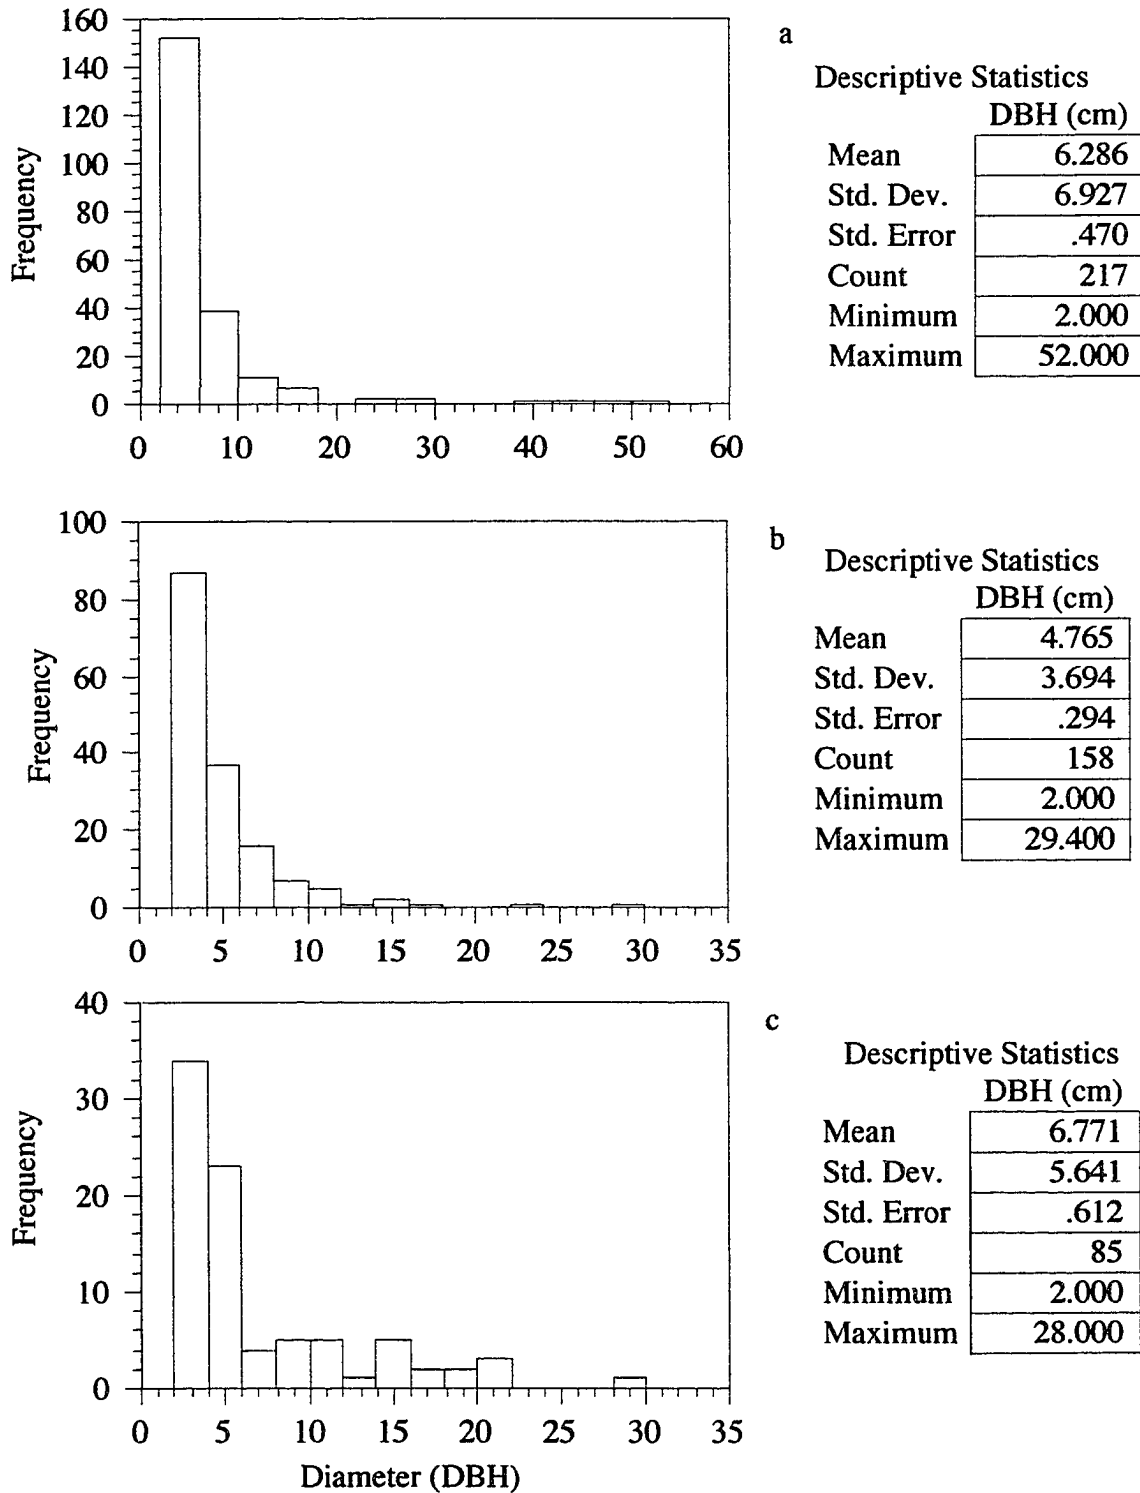 a
Descriptive Statistics
DBH (cm)
Mean 6.286
Std. Dev. 6.927
Std. Error .470
Count 217
Minimum 2.000
Maximum 52.000
Frequency
160
140
120
100
80
60
40
20
0
0 10 20 30 40 50 60
b
Descriptive Statistics
DBH (cm)
Mean 4.765
Std. Dev. 3.694
Std. Error .294
Count 158
Minimum 2.000
Maximum 29.400
Frequency
100
80
60
40
20
0
0 5 10 15 20 25 30 35
c
Descriptive Statistics
DBH (cm)
Mean 6.771
Std. Dev. 5.641
Std. Error .612
Count 85
Minimum 2.000
Maximum 28.000
Frequency
40
30
20
10
0
0 5 10 15 20 25 30 35
Diameter (DBH)